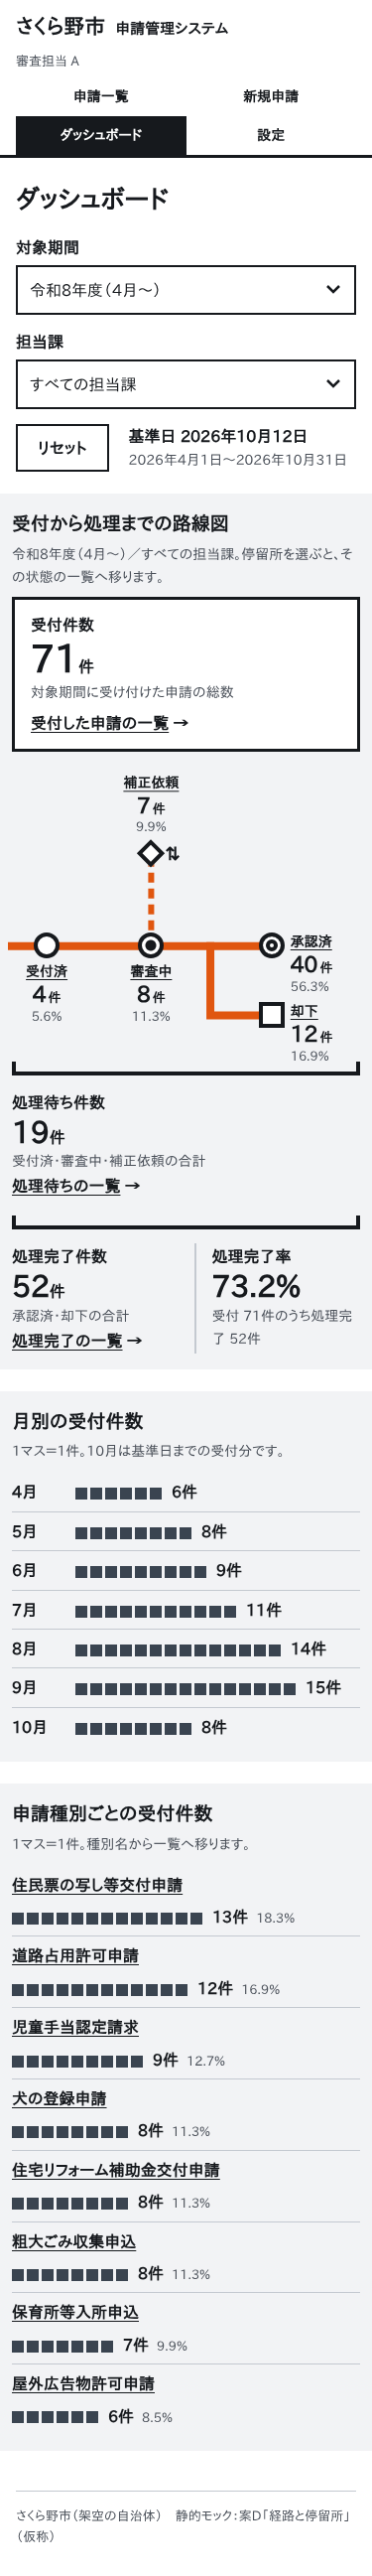 さくら野市 申請管理システム
審査担当 A
申請一覧 新規申請
ダッシュボード 設定
ダッシュボード
対象期間
令和8年度（4月〜）
担当課
すべての担当課
リセット
基準日 2026年10月12日
2026年4月1日〜2026年10月31日
受付から処理までの路線図
令和8年度（4月〜）／すべての担当課。停留所を選ぶと、そ
の状態の一覧へ移ります。
受付件数
71件
対象期間に受け付けた申請の総数
受付した申請の一覧 →
補正依頼
7件
9.9%
⇅
受付済
4件
5.6%
審査中
8件
11.3%
承認済
40件
56.3%
却下
12件
16.9%
処理待ち件数
19件
受付済・審査中・補正依頼の合計
処理待ちの一覧 →
処理完了件数
52件
承認済・却下の合計
処理完了の一覧 →
処理完了率
73.2%
受付 71件のうち処理完
了 52件
月別の受付件数
1マス＝1件。10月は基準日までの受付分です。
4月 6件
5月 8件
6月 9件
7月 11件
8月 14件
9月 15件
10月 8件
申請種別ごとの受付件数
1マス＝1件。種別名から一覧へ移ります。
住民票の写し等交付申請
13件 18.3%
道路占用許可申請
12件 16.9%
児童手当認定請求
9件 12.7%
犬の登録申請
8件 11.3%
住宅リフォーム補助金交付申請
8件 11.3%
粗大ごみ収集申込
8件 11.3%
保育所等入所申込
7件 9.9%
屋外広告物許可申請
6件 8.5%
さくら野市（架空の自治体） 静的モック：案D「経路と停留所」
（仮称）